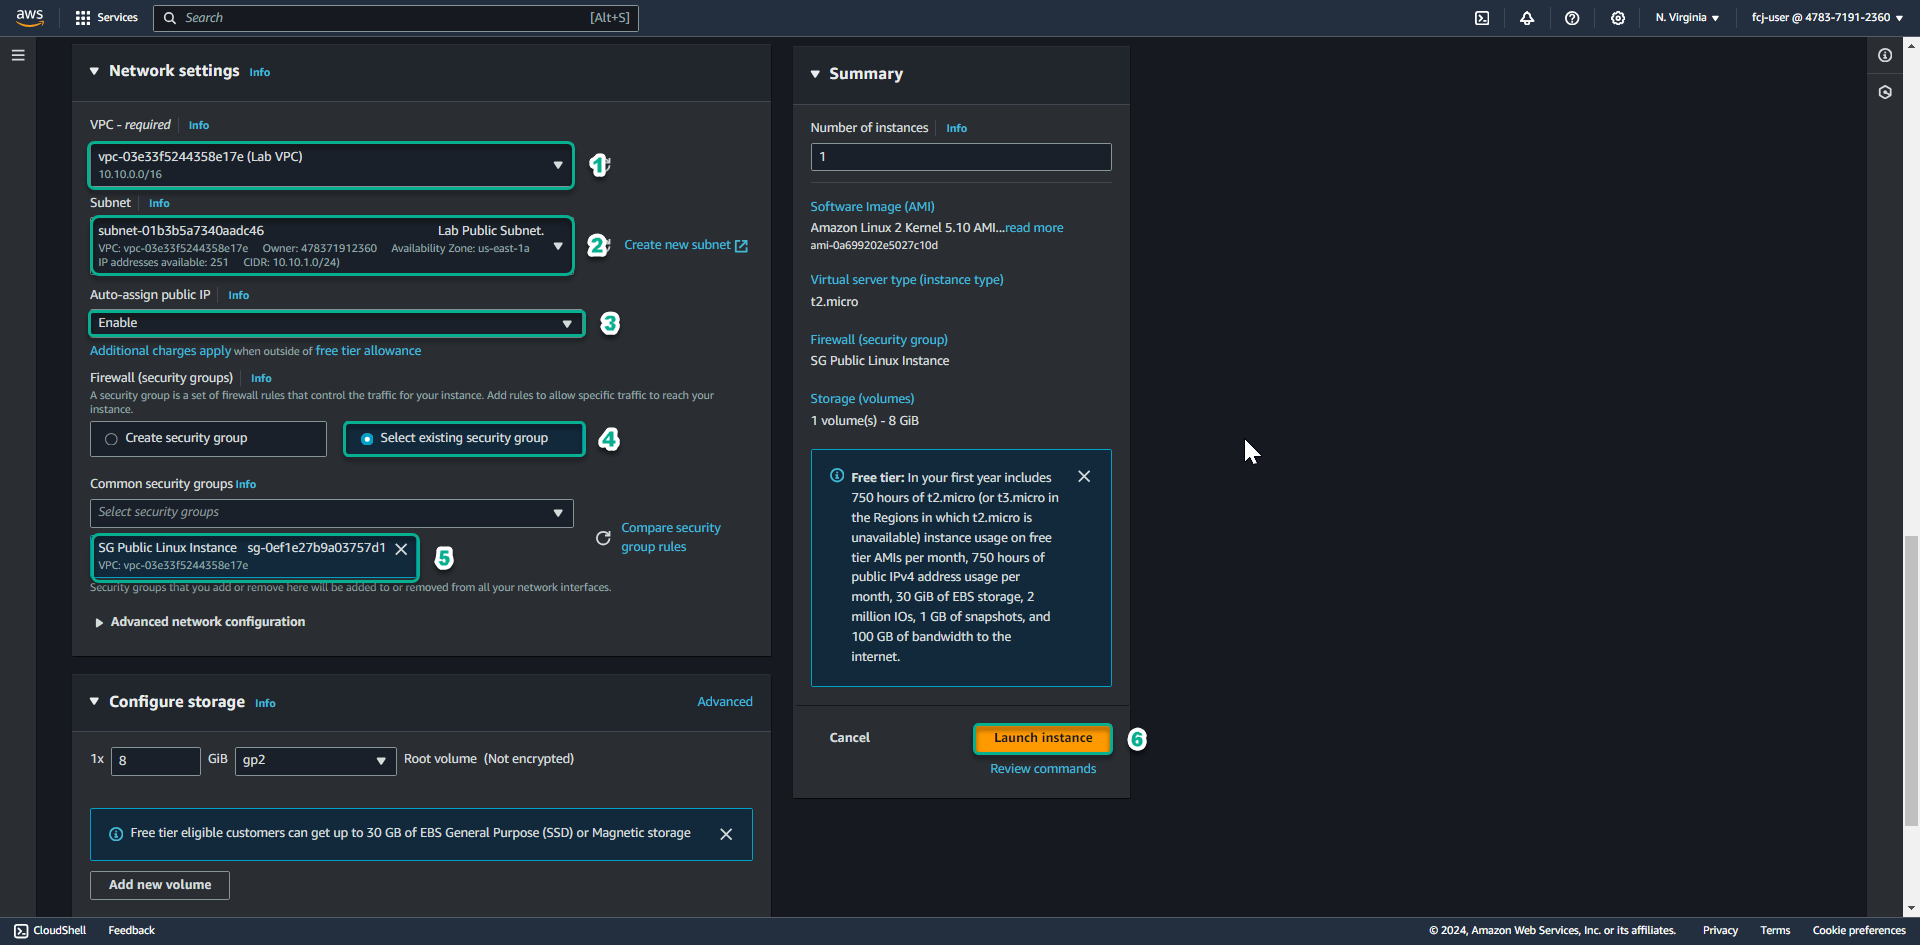 aws
Services
Search
[Alt+S]
N. Virginia
fcj-user @ 4783-7191-2360
Network settings Info
VPC - required Info
vpc-03e33f5244358e17e (Lab VPC)
10.10.0.0/16
1
Subnet Info
subnet-01b3b5a7340aadc46 Lab Public Subnet.
VPC: vpc-03e33f5244358e17e Owner: 478371912360 Availability Zone: us-east-1a
IP addresses available: 251 CIDR: 10.10.1.0/24)
2
Create new subnet
Auto-assign public IP Info
Enable
3
Additional charges apply when outside of free tier allowance
Firewall (security groups) Info
A security group is a set of firewall rules that control the traffic for your instance. Add rules to allow specific traffic to reach your
instance.
Create security group
Select existing security group
4
Common security groups Info
Select security groups
Compare security
group rules
SG Public Linux Instance sg-0ef1e27b9a03757d1
VPC: vpc-03e33f5244358e17e
5
Security groups that you add or remove here will be added to or removed from all your network interfaces.
Advanced network configuration
Configure storage Info
Advanced
1x 8 GiB gp2 Root volume (Not encrypted)
Free tier eligible customers can get up to 30 GB of EBS General Purpose (SSD) or Magnetic storage
Add new volume
Summary
Number of instances Info
1
Software Image (AMI)
Amazon Linux 2 Kernel 5.10 AMI...read more
ami-0a699202e5027c10d
Virtual server type (instance type)
t2.micro
Firewall (security group)
SG Public Linux Instance
Storage (volumes)
1 volume(s) - 8 GiB
Free tier: In your first year includes
750 hours of t2.micro (or t3.micro in
the Regions in which t2.micro is
unavailable) instance usage on free
tier AMIs per month, 750 hours of
public IPv4 address usage per
month, 30 GiB of EBS storage, 2
million IOs, 1 GB of snapshots, and
100 GB of bandwidth to the
internet.
Cancel
Launch instance
6
Review commands
CloudShell
Feedback
© 2024, Amazon Web Services, Inc. or its affiliates.
Privacy
Terms
Cookie preferences